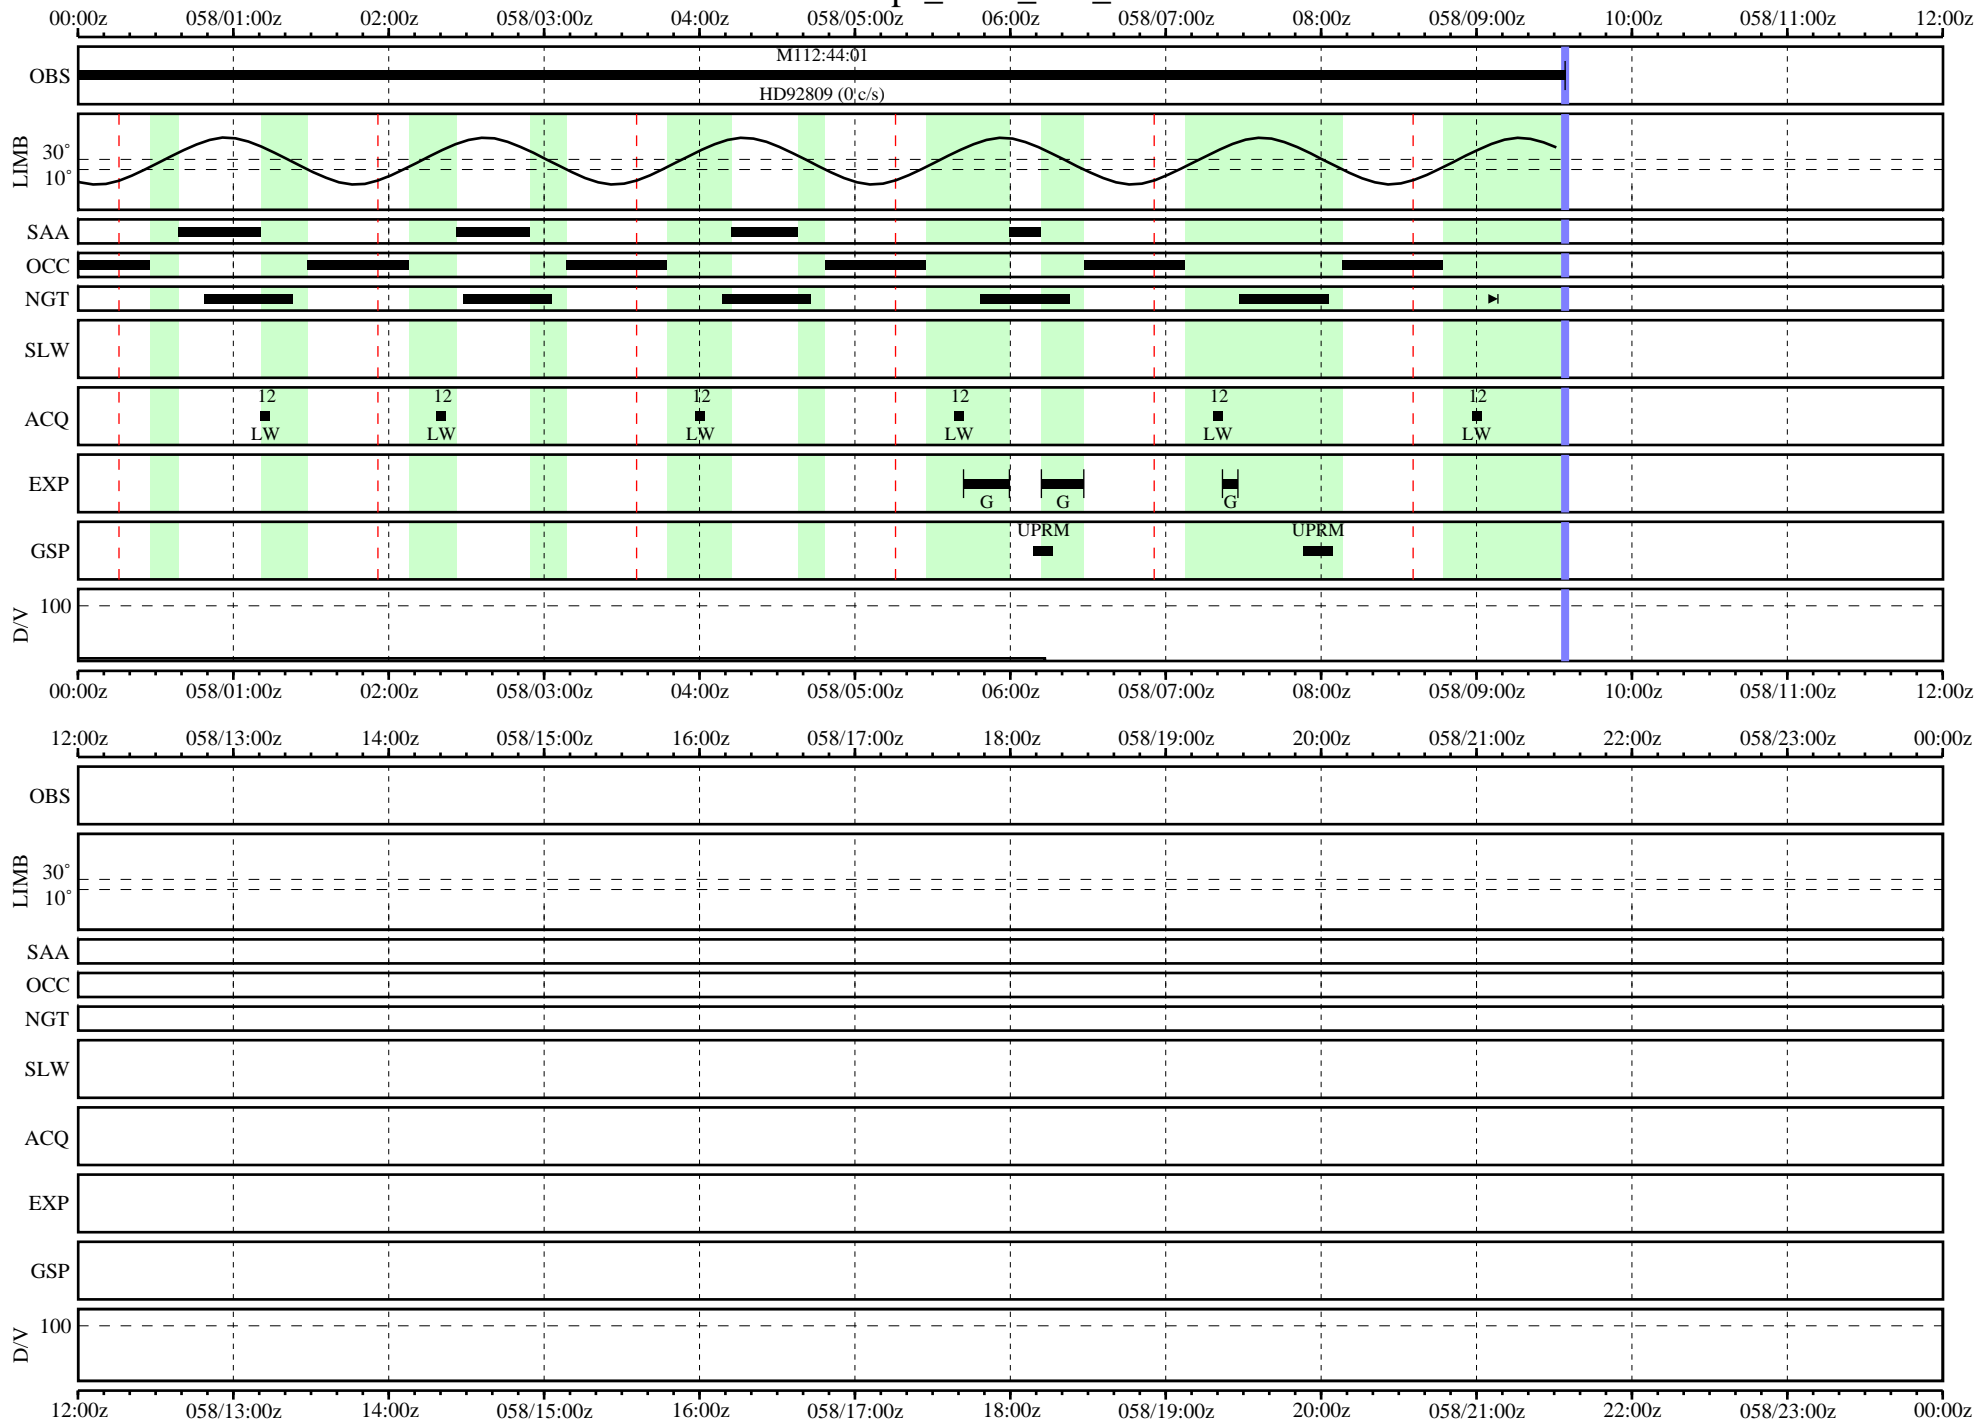 00:00z 058/01:00z 02:00z 058/03:00z 04:00z 058/05:00z 06:00z 058/07:00z 08:00z 058/09:00z 10:00z 058/11:00z 12:00z
M112:44:01
OBS
HD92809 (0 c/s)
LIMB
30°
10°
SAA
OCC
NGT
SLW
12 12 12 12 12 12
ACQ
LW LW LW LW LW LW
EXP
G G G
UPRM UPRM
GSP
D/V 100
00:00z 058/01:00z 02:00z 058/03:00z 04:00z 058/05:00z 06:00z 058/07:00z 08:00z 058/09:00z 10:00z 058/11:00z 12:00z
12:00z 058/13:00z 14:00z 058/15:00z 16:00z 058/17:00z 18:00z 058/19:00z 20:00z 058/21:00z 22:00z 058/23:00z 00:00z
OBS
LIMB
30°
10°
SAA
OCC
NGT
SLW
ACQ
EXP
GSP
D/V 100
12:00z 058/13:00z 14:00z 058/15:00z 16:00z 058/17:00z 18:00z 058/19:00z 20:00z 058/21:00z 22:00z 058/23:00z 00:00z